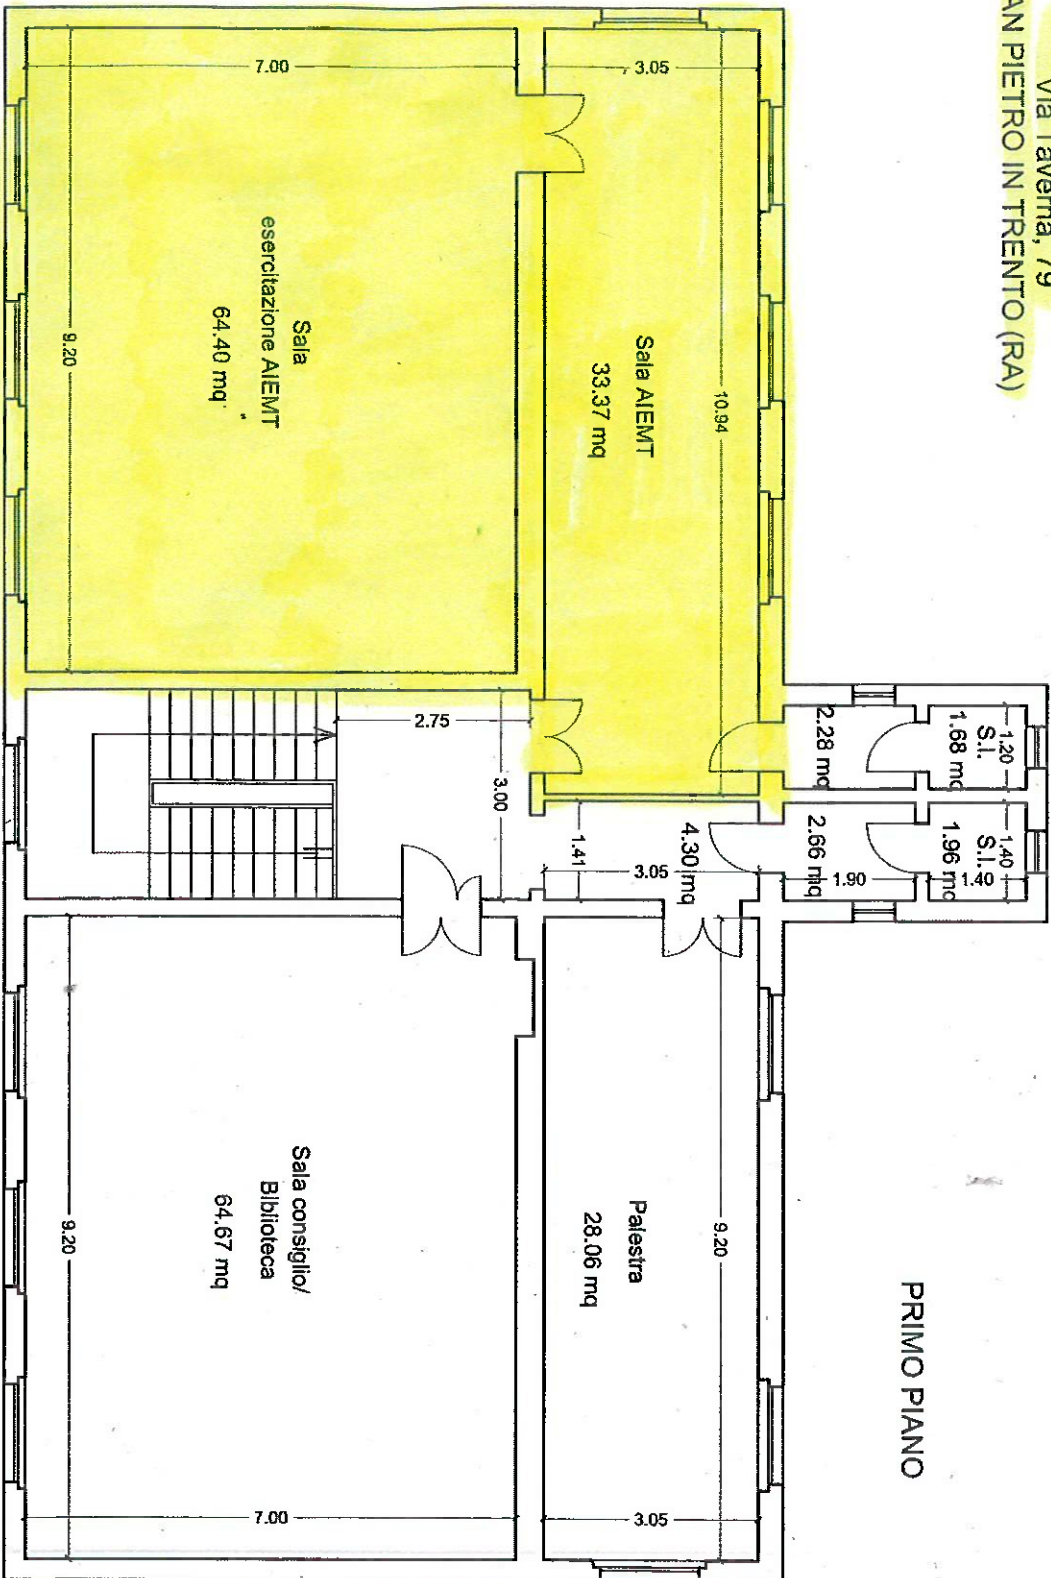 Via Taverna, 79
AN PIETRO IN TRENTO (RA)
PRIMO PIANO
1.20
S.I.
1.68 mq
2.28 mq
1.40
S.I.
1.96 mq
1.40
2.66 mq
1.90
3.05
10.94
Sala AIEMT
33.37 mq
4.30 mq
3.05
1.41
9.20
3.05
Palestra
28.06 mq
7.00
Sala
esercitazione AIEMT
64.40 mq
9.20
3.00
2.75
Sala consiglio/
Biblioteca
64.67 mq
7.00
9.20